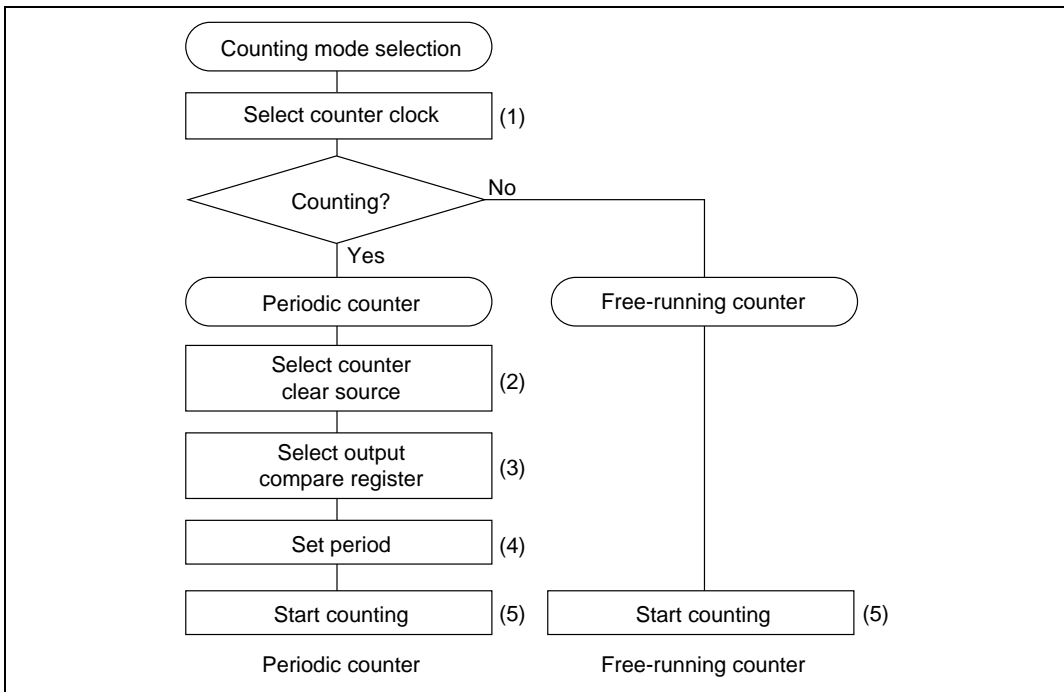 Counting mode selection
Select counter clock (1)
Counting?
No
Yes
Periodic counter
Free-running counter
Select counter
clear source
(2)
Select output
compare register
(3)
Set period (4)
Start counting (5)
Start counting (5)
Periodic counter
Free-running counter